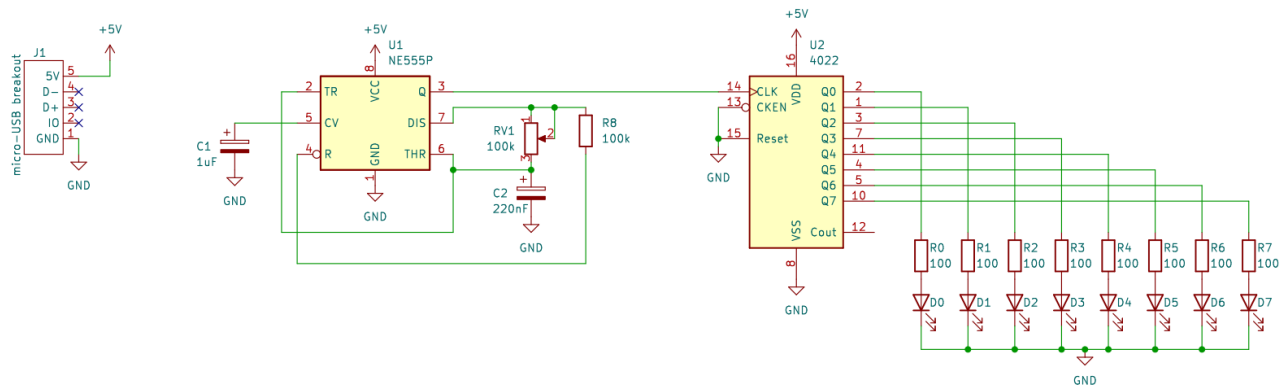 J1
micro-USB breakout
5V
5
D-
4
D+
3
IO
2
GND
1
+5V
GND
C1
1uF
GND
+5V
U1
NE555P
8
VCC
2
TR
Q
3
5
CV
DIS
7
4
R
THR
6
GND
1
GND
RV1
100k
1
2
3
R8
100k
C2
220nF
GND
+5V
U2
4022
16
VDD
14
CLK
13
CKEN
15
Reset
GND
Q0
2
Q1
1
Q2
3
Q3
7
Q4
11
Q5
4
Q6
5
Q7
10
Cout
12
VSS
8
GND
R0
100
R1
100
R2
100
R3
100
R4
100
R5
100
R6
100
R7
100
D0
D1
D2
D3
D4
D5
D6
D7
GND